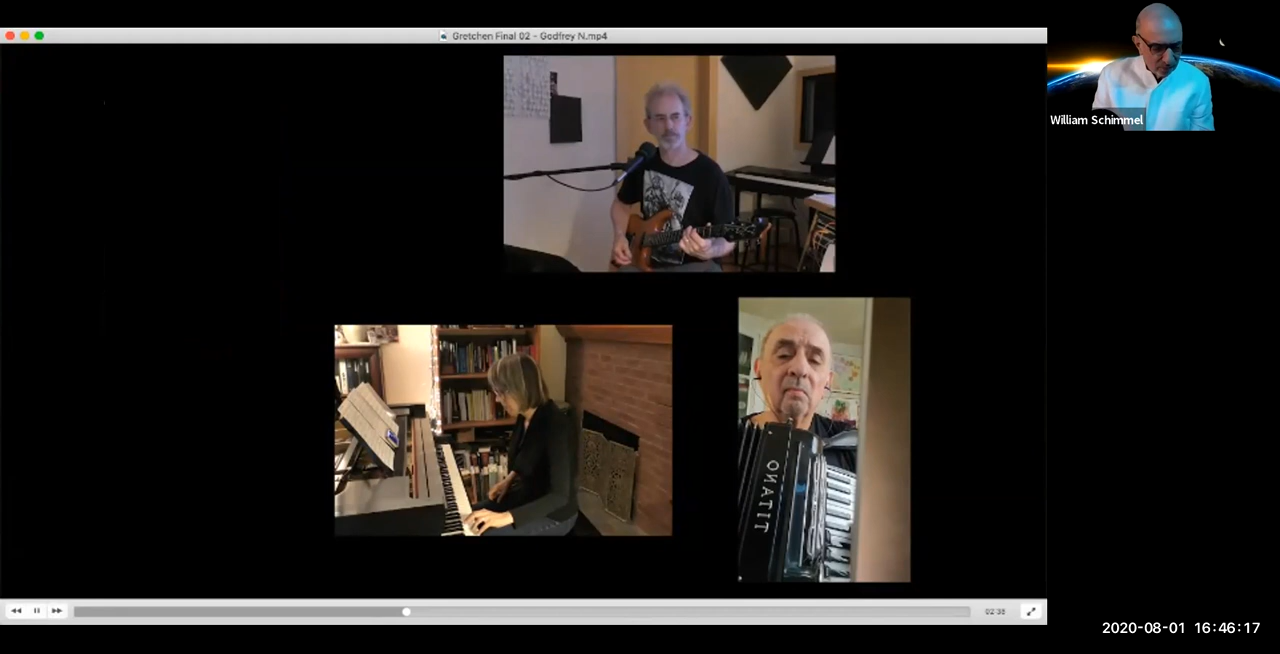 Gretchen Final 02 - Godfrey N.mp4
William Schimmel
TITANO
02:38
2020-08-01 16:46:17